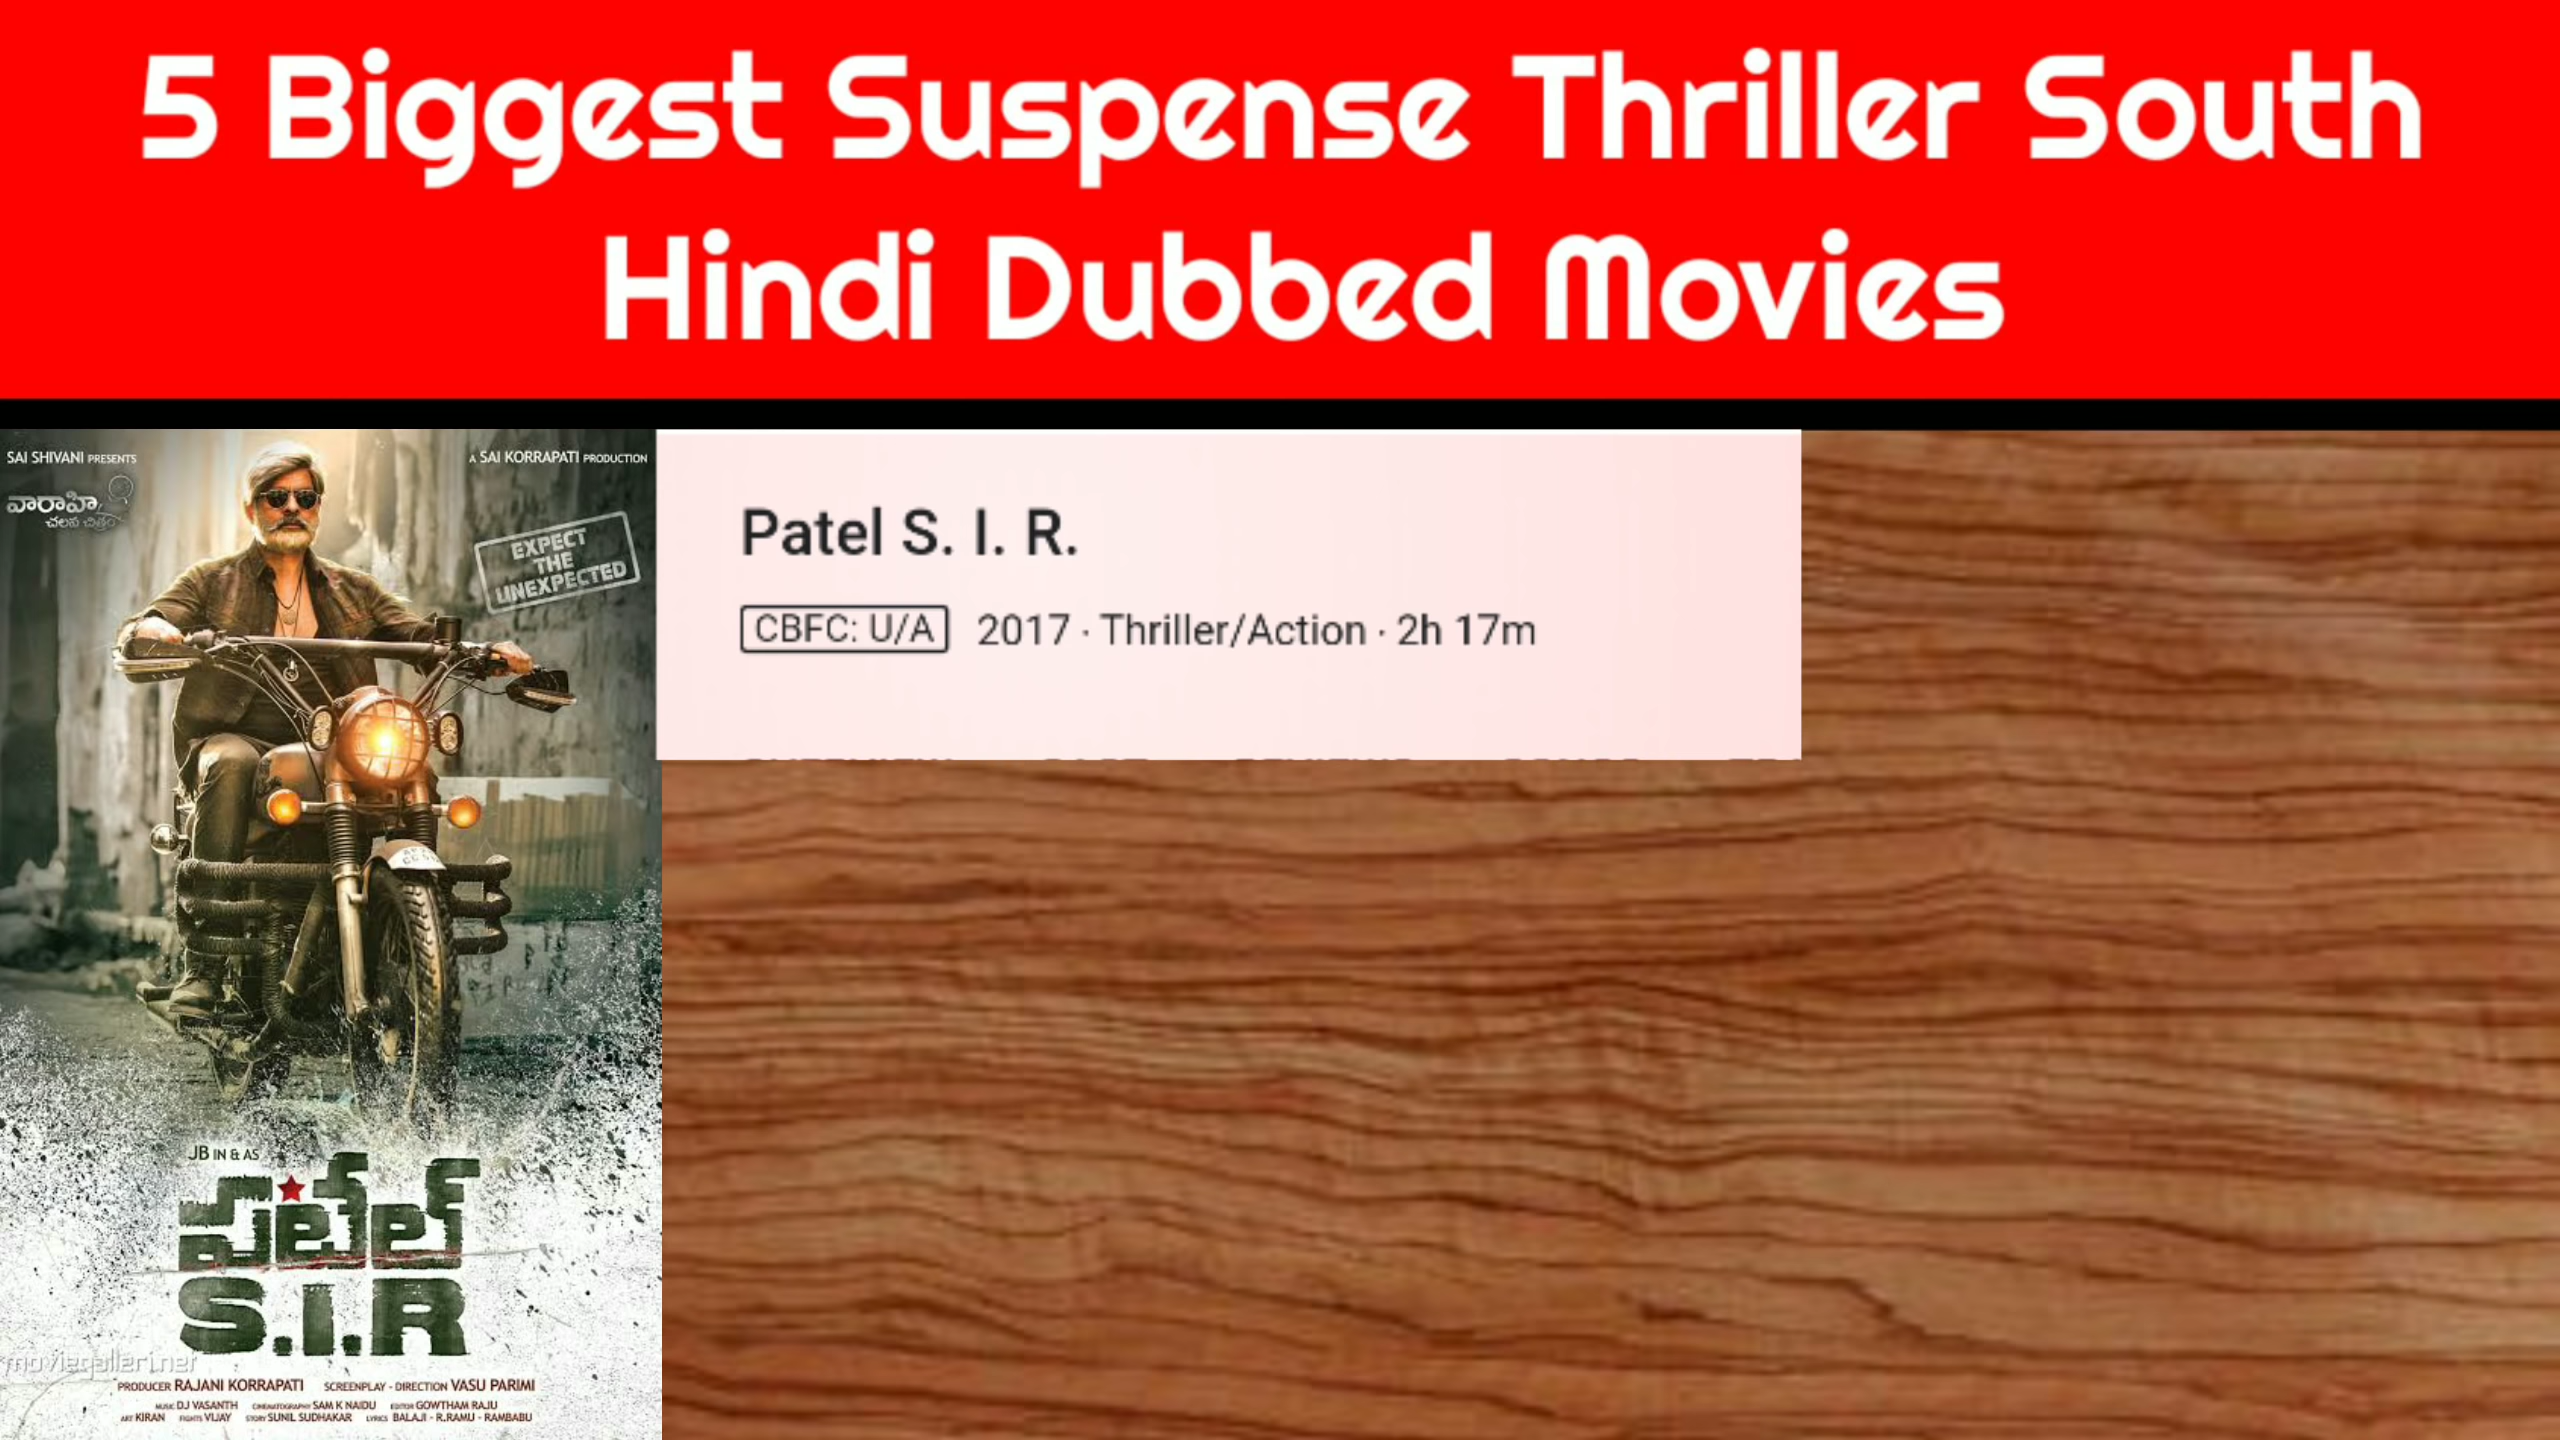 5 Biggest Suspense Thriller South
Hindi Dubbed Movies
SAI SHIVANI PRESENTS
A SAI KORRAPATI PRODUCTION
వారాహి
చలన చిత్రం
EXPECT
THE
UNEXPECTED
Patel S. I. R.
CBFC: U/A 2017 · Thriller/Action · 2h 17m
JB IN & AS
పటేల్
S.I.R
moviegalleri.net
PRODUCER RAJANI KORRAPATI SCREENPLAY - DIRECTION VASU PARIMI
MUSIC DJ VASANTH CINEMATOGRAPHY SAM K NAIDU EDITOR GOWTHAM RAJU
ART KIRAN FIGHTS VIJAY STORY SUNIL SUDHAKAR LYRICS BALAJI - R.RAMU - RAMBABU